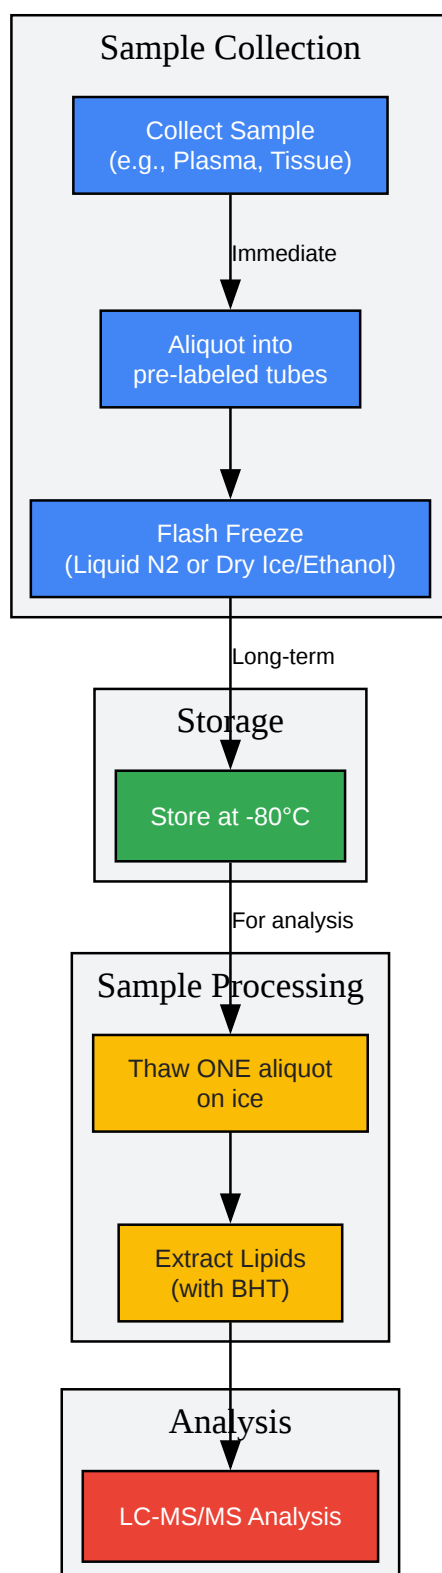 Sample Collection
Collect Sample
(e.g., Plasma, Tissue)
Immediate
Aliquot into
pre-labeled tubes
Flash Freeze
(Liquid N2 or Dry Ice/Ethanol)
Long-term
Storage
Store at -80°C
For analysis
Sample Processing
Thaw ONE aliquot
on ice
Extract Lipids
(with BHT)
Analysis
LC-MS/MS Analysis